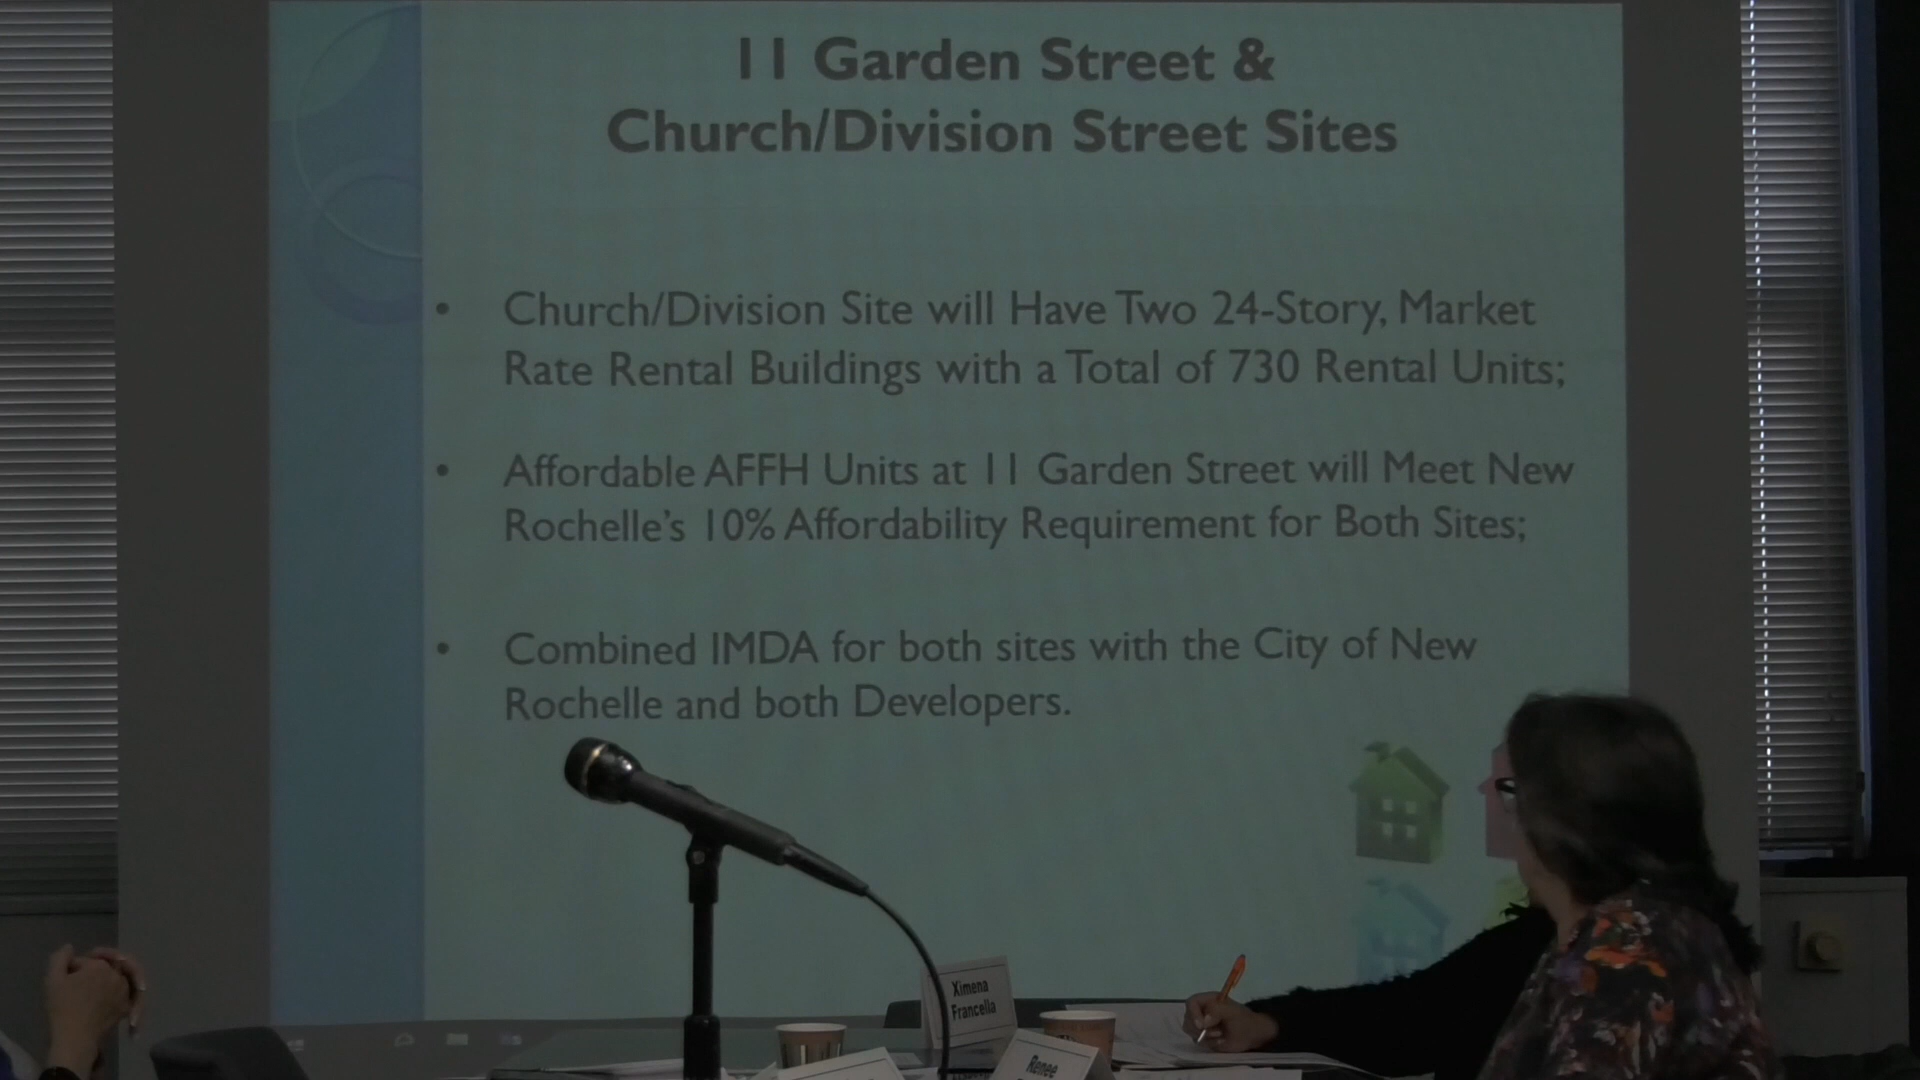 11 Garden Street &
Church/Division Street Sites
• Church/Division Site will Have Two 24-Story, Market
Rate Rental Buildings with a Total of 730 Rental Units;
• Affordable AFFH Units at 11 Garden Street will Meet New
Rochelle’s 10% Affordability Requirement for Both Sites;
• Combined IMDA for both sites with the City of New
Rochelle and both Developers.
Ximena
Francella
Renee